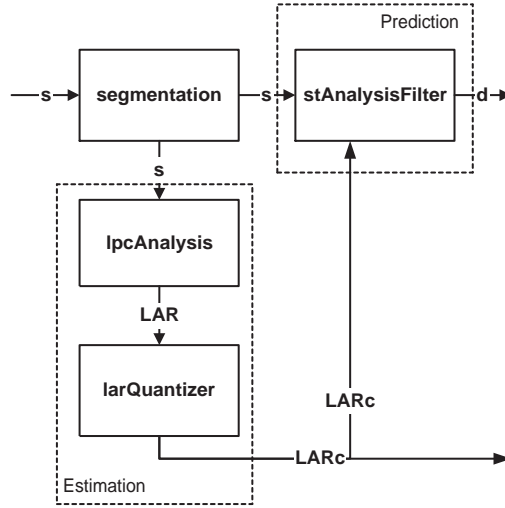 Prediction
s
segmentation
s
stAnalysisFilter
d
s
lpcAnalysis
LAR
larQuantizer
LARc
LARc
Estimation